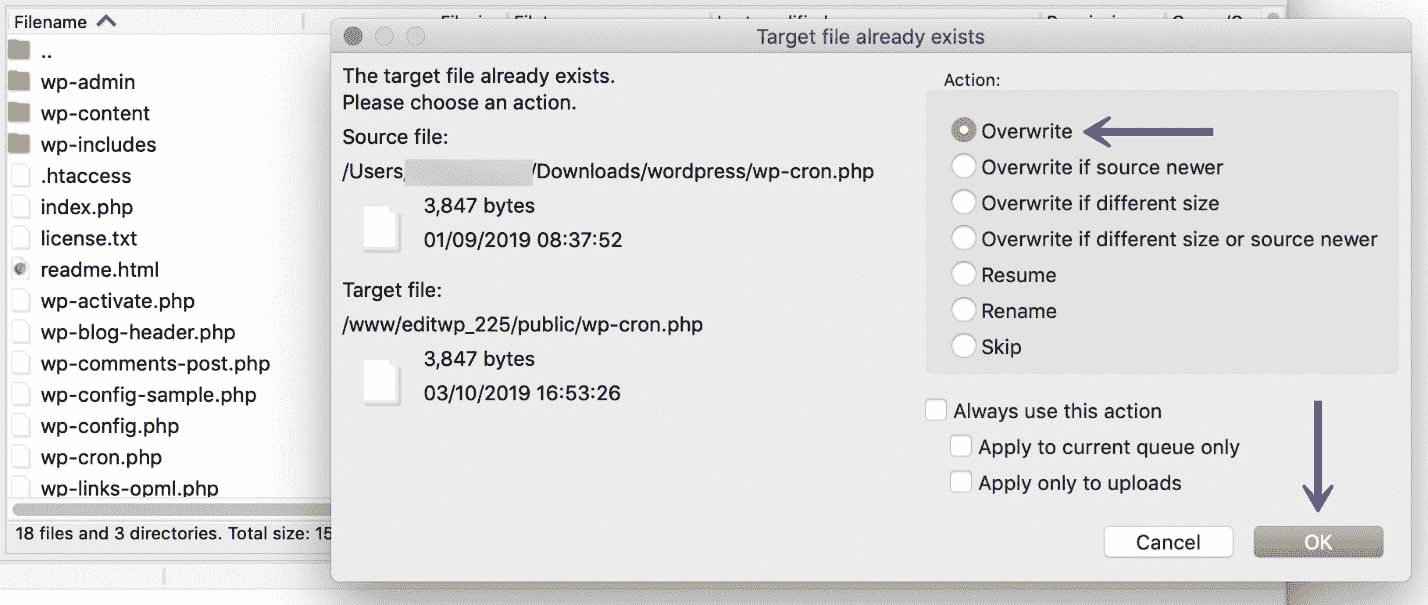 Filename
..
wp-admin
wp-content
wp-includes
.htaccess
index.php
license.txt
readme.html
wp-activate.php
wp-blog-header.php
wp-comments-post.php
wp-config-sample.php
wp-config.php
wp-cron.php
wp-links-opml.php
18 files and 3 directories. Total size: 15
Target file already exists
The target file already exists.
Please choose an action.
Source file:
/Users/ /Downloads/wordpress/wp-cron.php
3,847 bytes
01/09/2019 08:37:52
Target file:
/www/editwp_225/public/wp-cron.php
3,847 bytes
03/10/2019 16:53:26
Action:
Overwrite
Overwrite if source newer
Overwrite if different size
Overwrite if different size or source newer
Resume
Rename
Skip
Always use this action
Apply to current queue only
Apply only to uploads
Cancel
OK